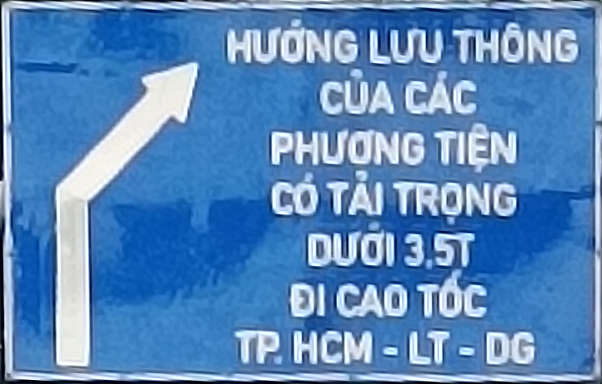 HƯỚNG LƯU THÔNG
CỦA CÁC
PHƯƠNG TIỆN
CÓ TẢI TRỌNG
DƯỚI 3,5T
ĐI CAO TỐC
TP. HCM - LT - DG